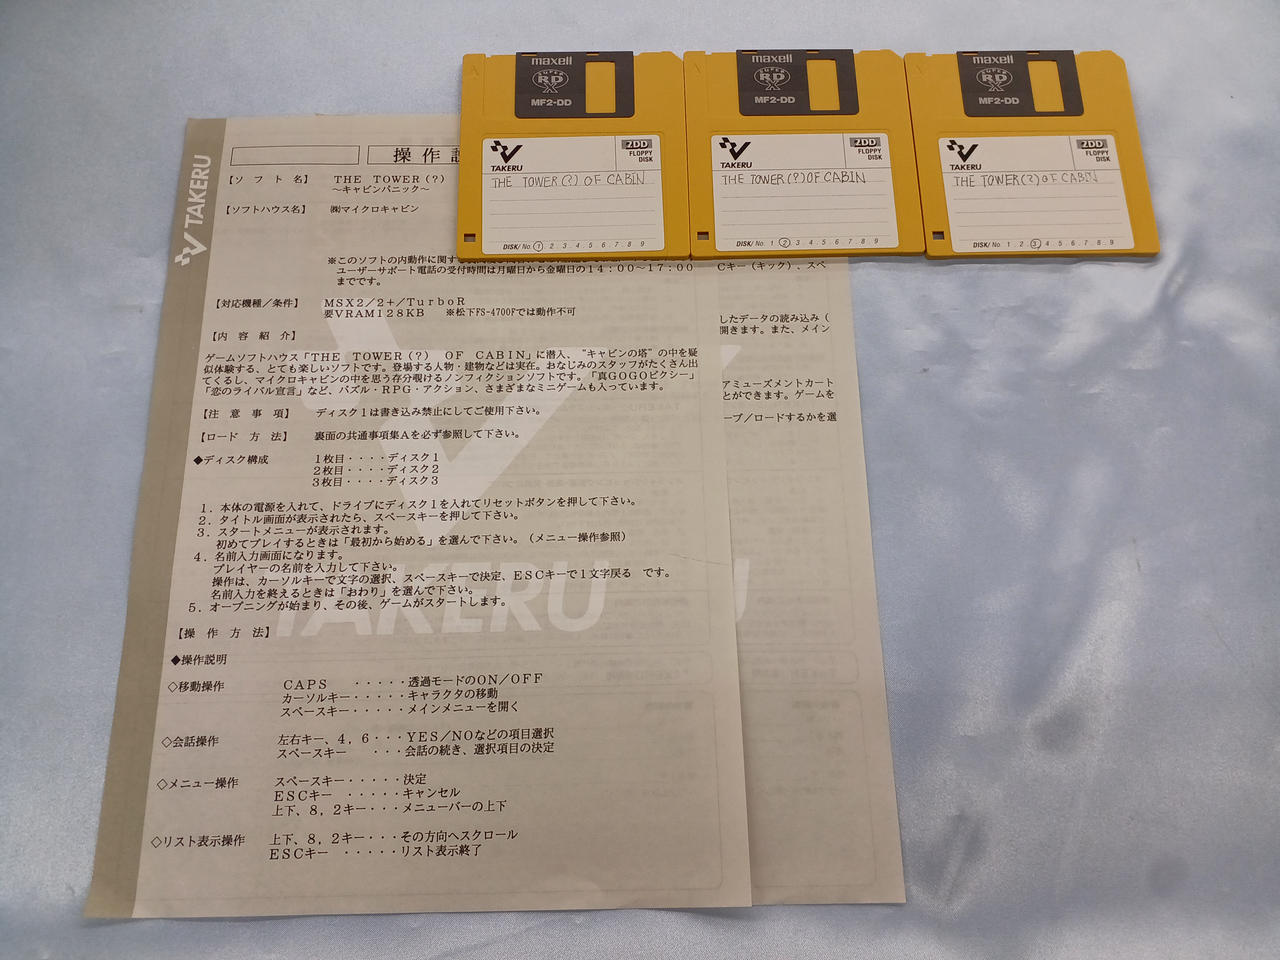 maxell
SUPER
RD
X
MF2-DD
maxell
SUPER
RD
X
MF2-DD
maxell
SUPER
RD
X
MF2-DD
TAKERU
2DD
FLOPPY
DISK
THE TOWER(?) OF CABIN
DISK/No. 1 2.3.4.5.6.7.8.9
TAKERU
2DD
FLOPPY
DISK
THE TOWER(?) OF CABIN
DISK/No. 1 2 3.4.5.6.7.8.9
TAKERU
2DD
FLOPPY
DISK
THE TOWER(?) OF CABIN
DISK/No. 1 2 3 4.5.6.7.8.9
TAKERU
操作説
【ソフト名】 THE TOWER(?)
~キャビンパニック~
【ソフトハウス名】 ㈱マイクロキャビン
※このソフトの内動作に関す
ユーザーサポート電話の受付時間は月曜日から金曜日の14:00~17:00
までです。
【対応機種/条件】 MSX2/2+/TurboR
要VRAM128KB ※松下FS-4700Fでは動作不可
【内容紹介】
ゲームソフトハウス「THE TOWER(?) OF CABIN」に潜入、“キャビンの塔”の中を疑
似体験する、とても楽しいソフトです。登場する人物・建物などは実在。おなじみのスタッフがたくさん出
てくるし、マイクロキャビンの中を思う存分覗けるノンフィクションソフトです。「真GOGOピクシー」
「恋のライバル宣言」など、パズル・RPG・アクション、さまざまなミニゲームも入っています。
【注意事項】 ディスク1は書き込み禁止にしてご使用下さい。
【ロード方法】 裏面の共通事項集Aを必ず参照して下さい。
◆ディスク構成 1枚目・・・・ディスク1
2枚目・・・・ディスク2
3枚目・・・・ディスク3
1.本体の電源を入れて、ドライブにディスク1を入れてリセットボタンを押して下さい。
2.タイトル画面が表示されたら、スペースキーを押して下さい。
3.スタートメニューが表示されます。
初めてプレイするときは「最初から始める」を選んで下さい。(メニュー操作参照)
4.名前入力画面になります。
プレイヤーの名前を入力して下さい。
操作は、カーソルキーで文字の選択、スペースキーで決定、ESCキーで1文字戻る です。
名前入力を終えるときは「おわり」を選んで下さい。
5.オープニングが始まり、その後、ゲームがスタートします。
【操作方法】
TAKERU
◆操作説明
◇移動操作 CAPS ・・・・・透過モードのON/OFF
カーソルキー・・・・・キャラクタの移動
スペースキー・・・・・メインメニューを開く
◇会話操作 左右キー、4,6・・・YES/NOなどの項目選択
スペースキー ・・・会話の続き、選択項目の決定
◇メニュー操作 スペースキー・・・・・決定
ESCキー・・・・・キャンセル
上下、8,2キー・・・メニューバーの上下
◇リスト表示操作 上下、8,2キー・・・その方向へスクロール
ESCキー ・・・・・リスト表示終了
Cキー(キック)、スペ
したデータの読み込み(
開きます。また、メイン
アミューズメントカート
とができます。ゲームを
ーブ/ロードするかを選
U